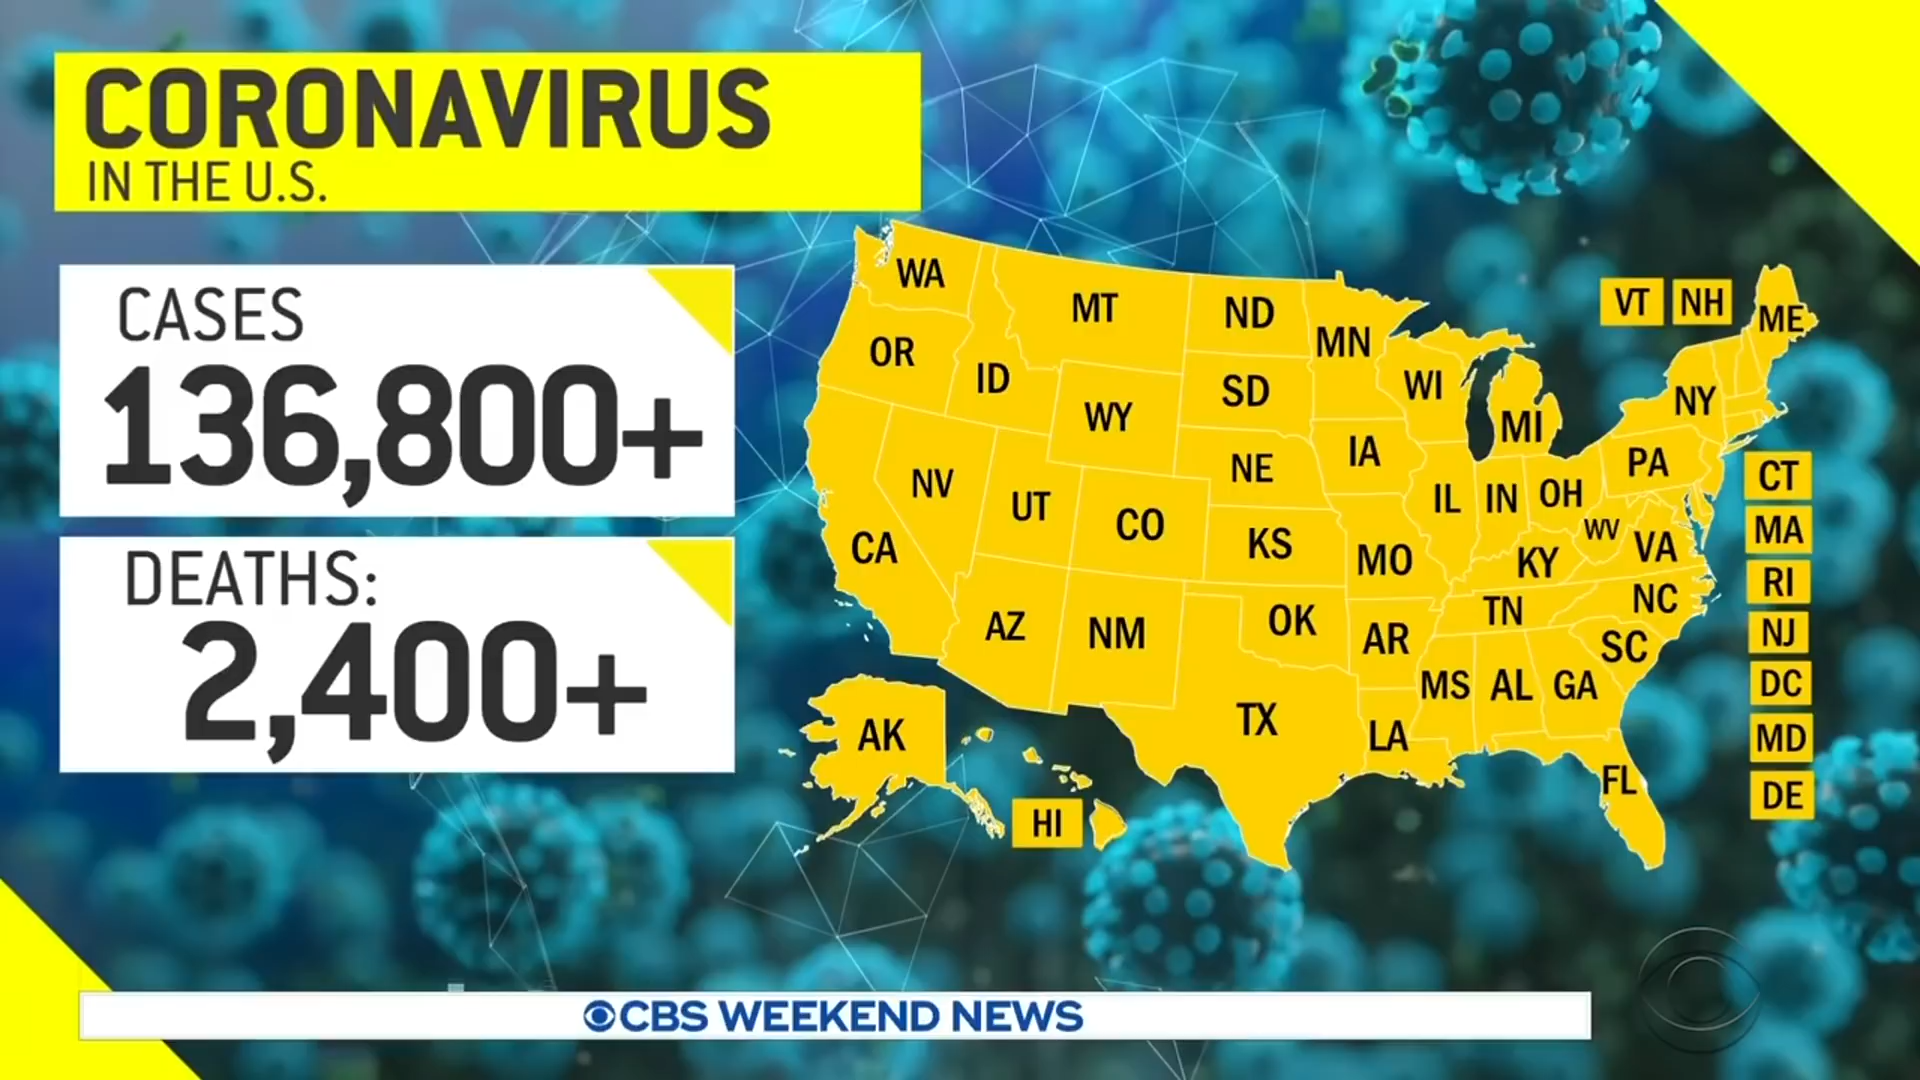 CORONAVIRUS
IN THE U.S.
CASES
136,800+
DEATHS:
2,400+
WA
MT
ND
MN
VT
NH
ME
OR
ID
WY
SD
WI
MI
NY
NV
UT
CO
NE
IA
IL
IN
OH
PA
CT
CA
KS
MO
KY
WV
VA
MA
AZ
NM
OK
AR
TN
NC
RI
SC
NJ
TX
LA
MS
AL
GA
DC
AK
HI
FL
MD
DE
CBS WEEKEND NEWS